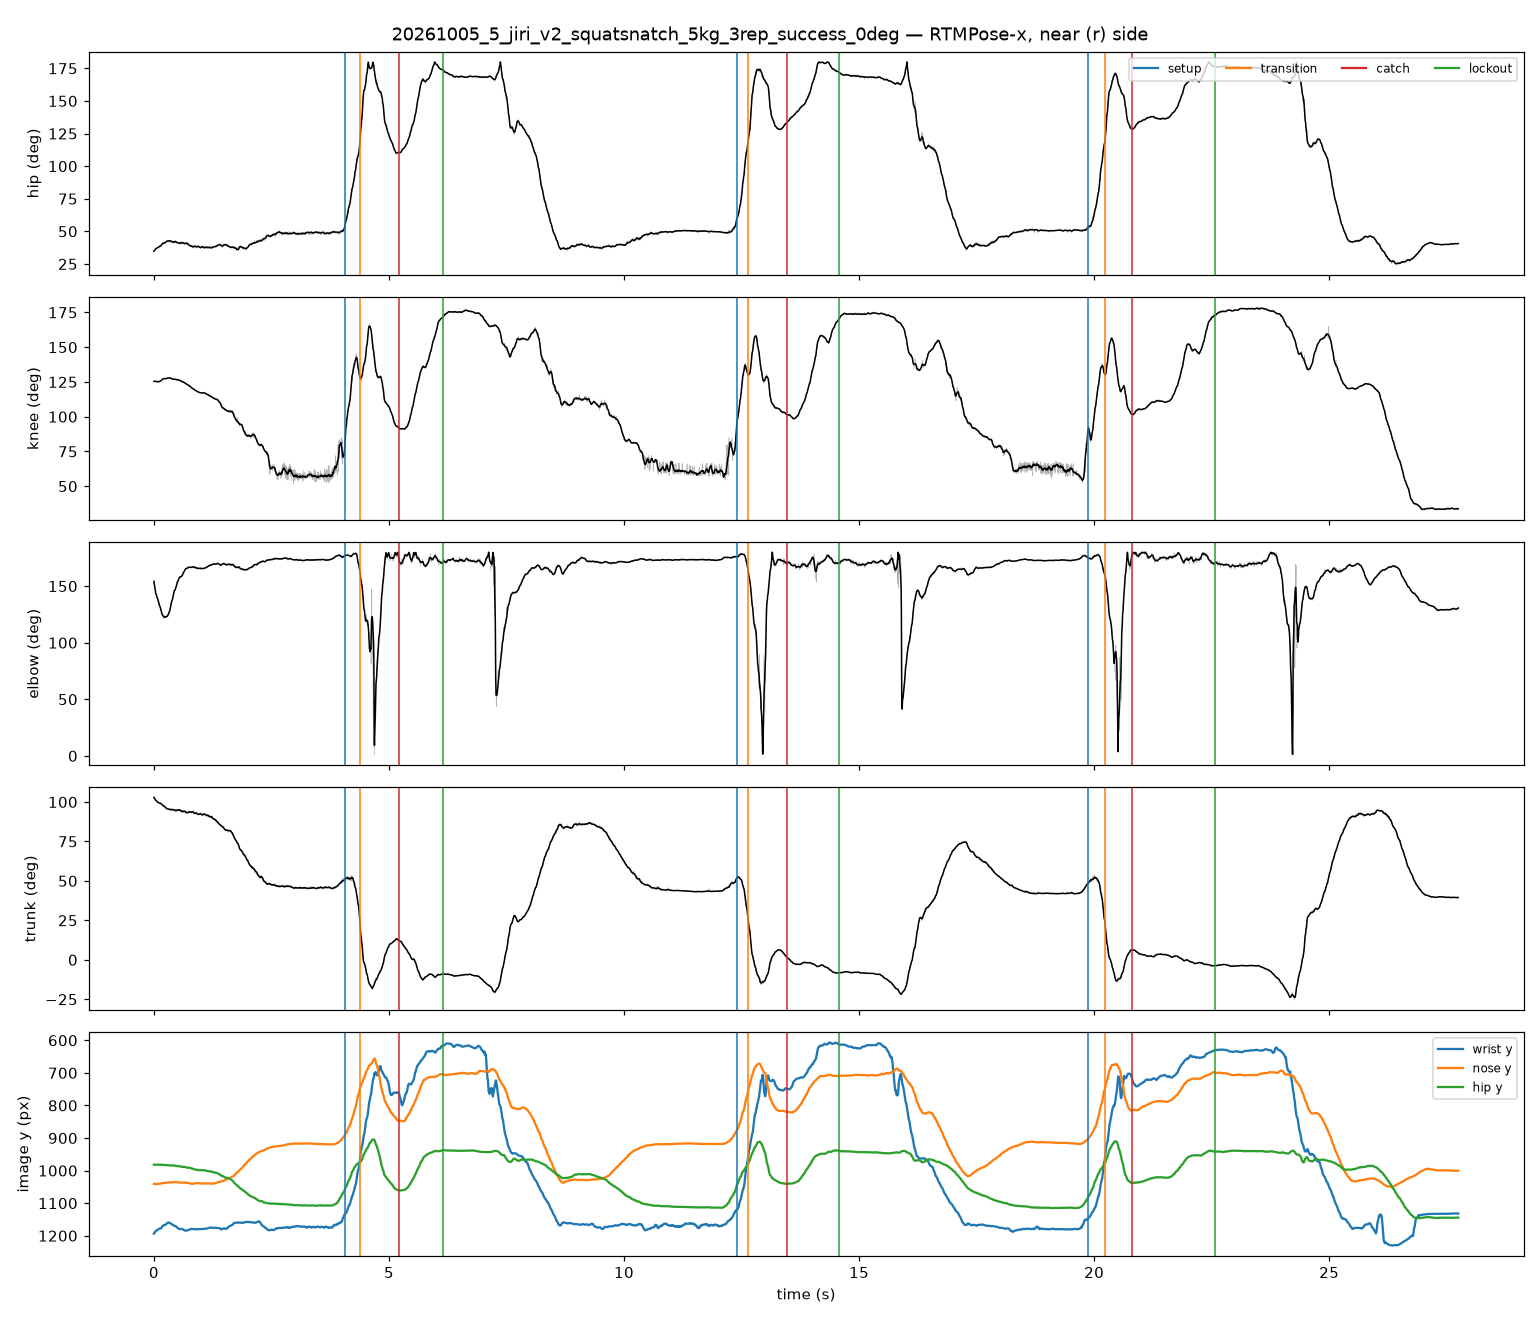 20261005_5_jiri_v2_squatsnatch_5kg_3rep_success_0deg — RTMPose-x, near (r) side
setup transition catch lockout
175
150
125
100
75
50
25
hip (deg)
175
150
125
100
75
50
knee (deg)
150
100
50
0
elbow (deg)
100
75
50
25
0
−25
trunk (deg)
wrist y
nose y
hip y
600
700
800
900
1000
1100
1200
image y (px)
0 5 10 15 20 25
time (s)